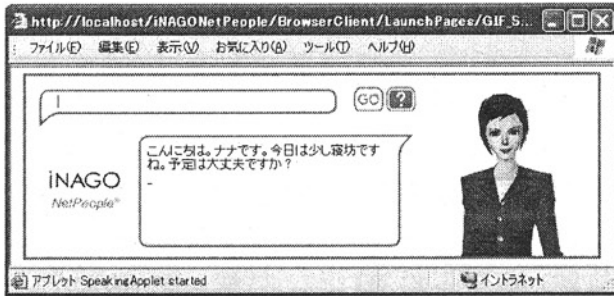 http://localhost/iNAGONetPeople/BrowserClient/LaunchPages/GIF_S...
ファイル(F) 編集(E) 表示(V) お気に入り(A) ツール(T) ヘルプ(H)
GO ?
こんにちは。ナナです。今日は少し寝坊です
ね。予定は大丈夫ですか?
iNAGO
NetPeople®
アプレット SpeakingApplet started
イントラネット